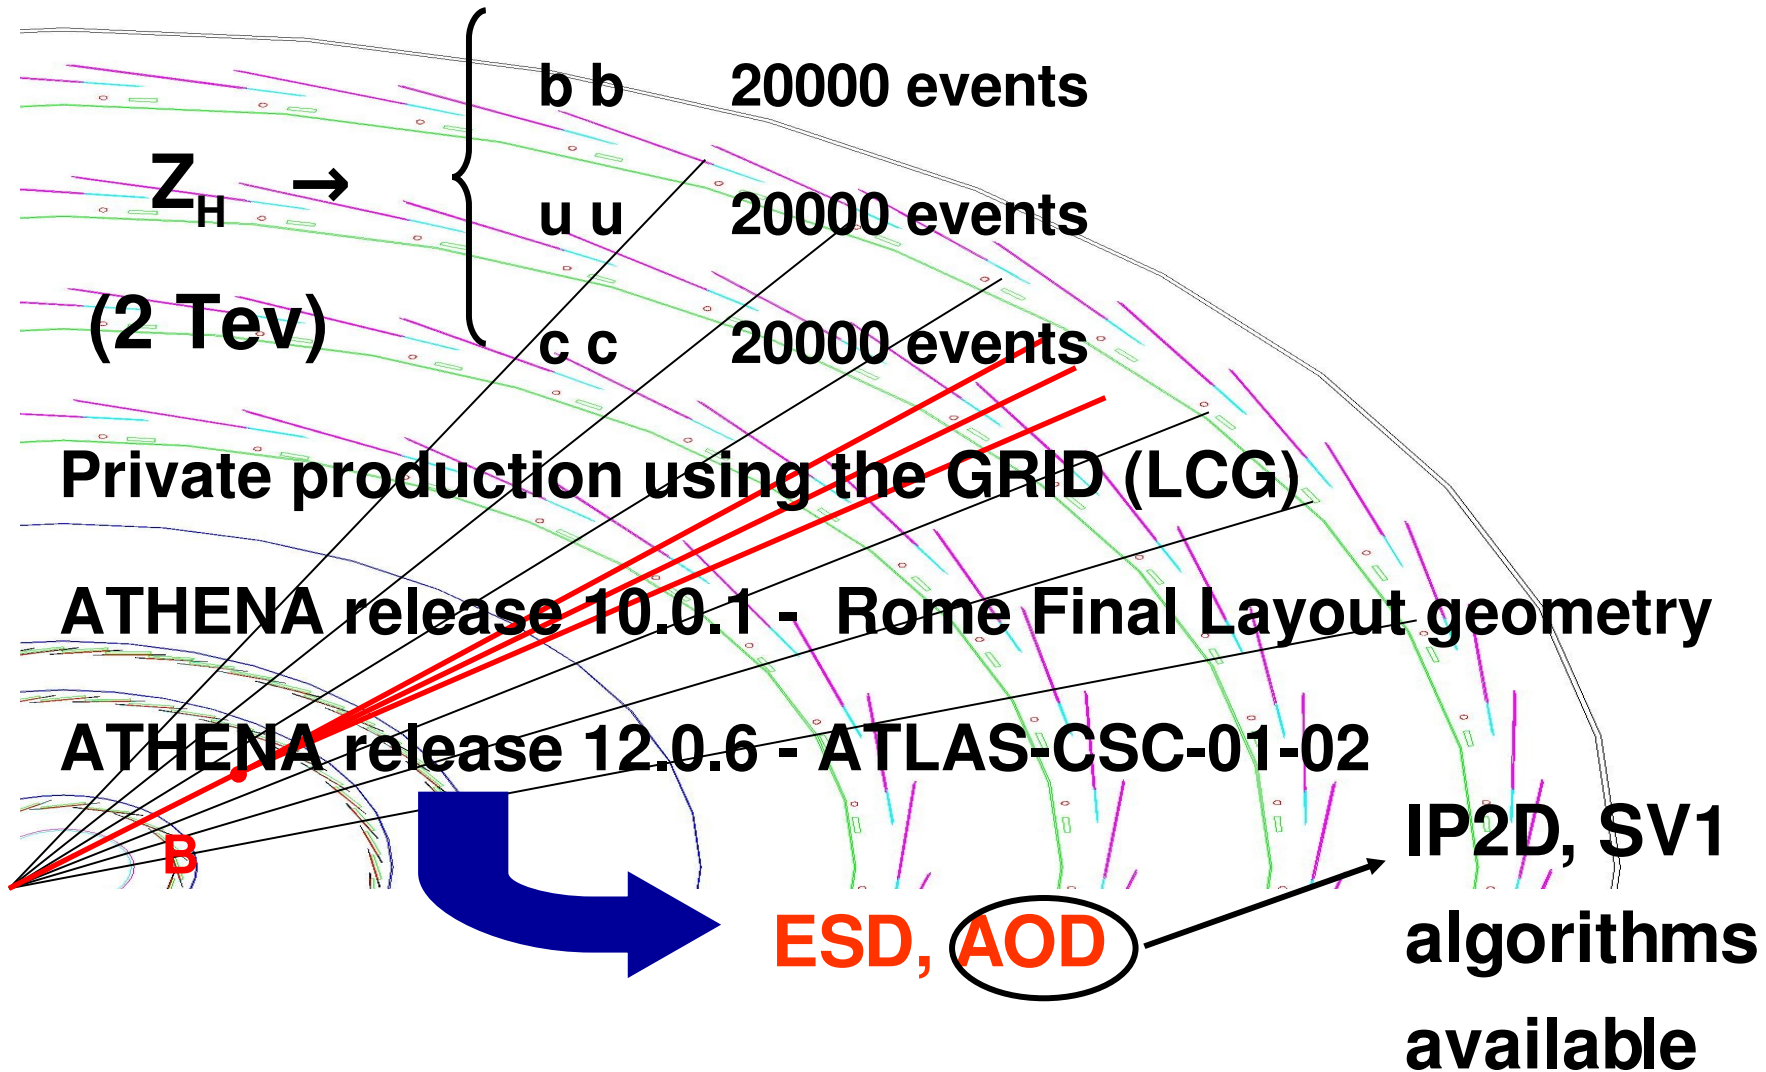 b b 20000 events
Z_H →
u u 20000 events
(2 Tev)
c c 20000 events
Private production using the GRID (LCG)
ATHENA release 10.0.1 - Rome Final Layout geometry
ATHENA release 12.0.6 - ATLAS-CSC-01-02
B
ESD, AOD
IP2D, SV1
algorithms
available